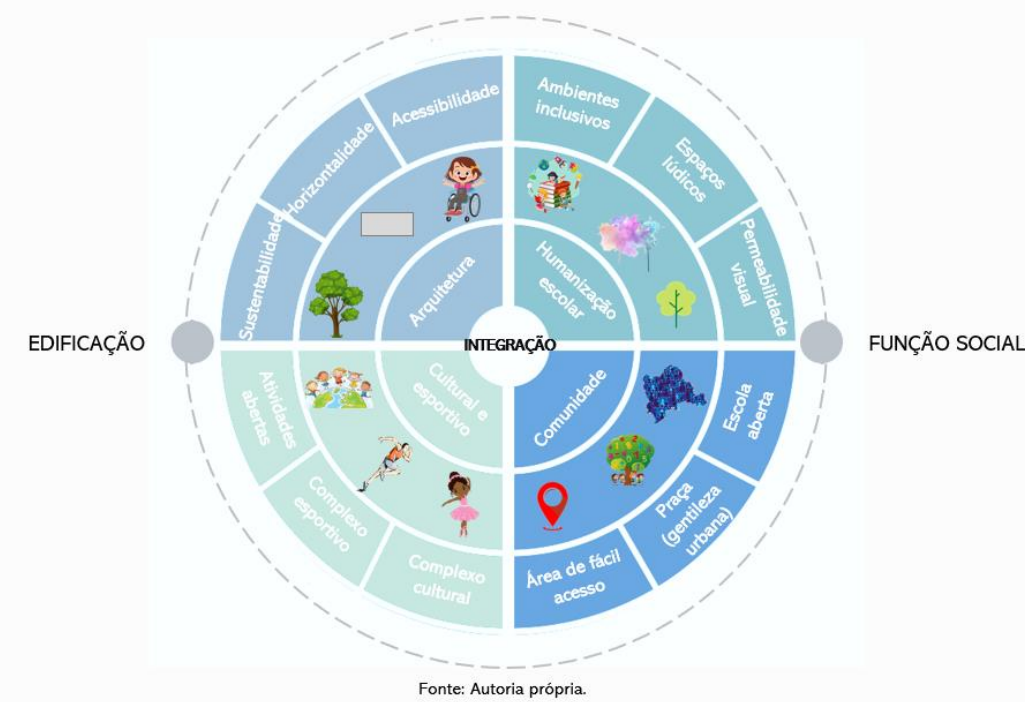 Acessibilidade
Horizontalidade
Sustentabilidade
Arquitetura
Ambientes
inclusivos
Espaços
lúdicos
Permeabilidade
visual
Humanização
escolar
EDIFICAÇÃO
INTEGRAÇÃO
FUNÇÃO SOCIAL
Atividades
abertas
Complexo
esportivo
Complexo
cultural
Cultural e
esportivo
Comunidade
Escola
aberta
Praça
(gentileza
urbana)
Área de fácil
acesso
Fonte: Autoria própria.